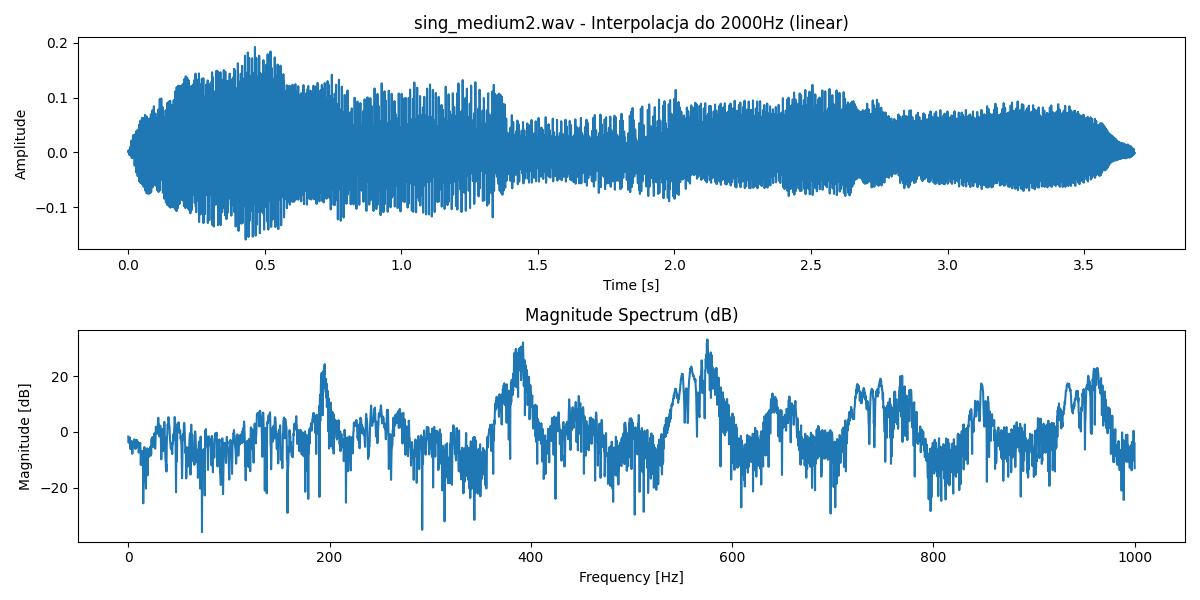 sing_medium2.wav - Interpolacja do 2000Hz (linear)
0.2
0.1
0.0
−0.1
Amplitude
0.0 0.5 1.0 1.5 2.0 2.5 3.0 3.5
Time [s]
Magnitude Spectrum (dB)
20
0
−20
Magnitude [dB]
0 200 400 600 800 1000
Frequency [Hz]